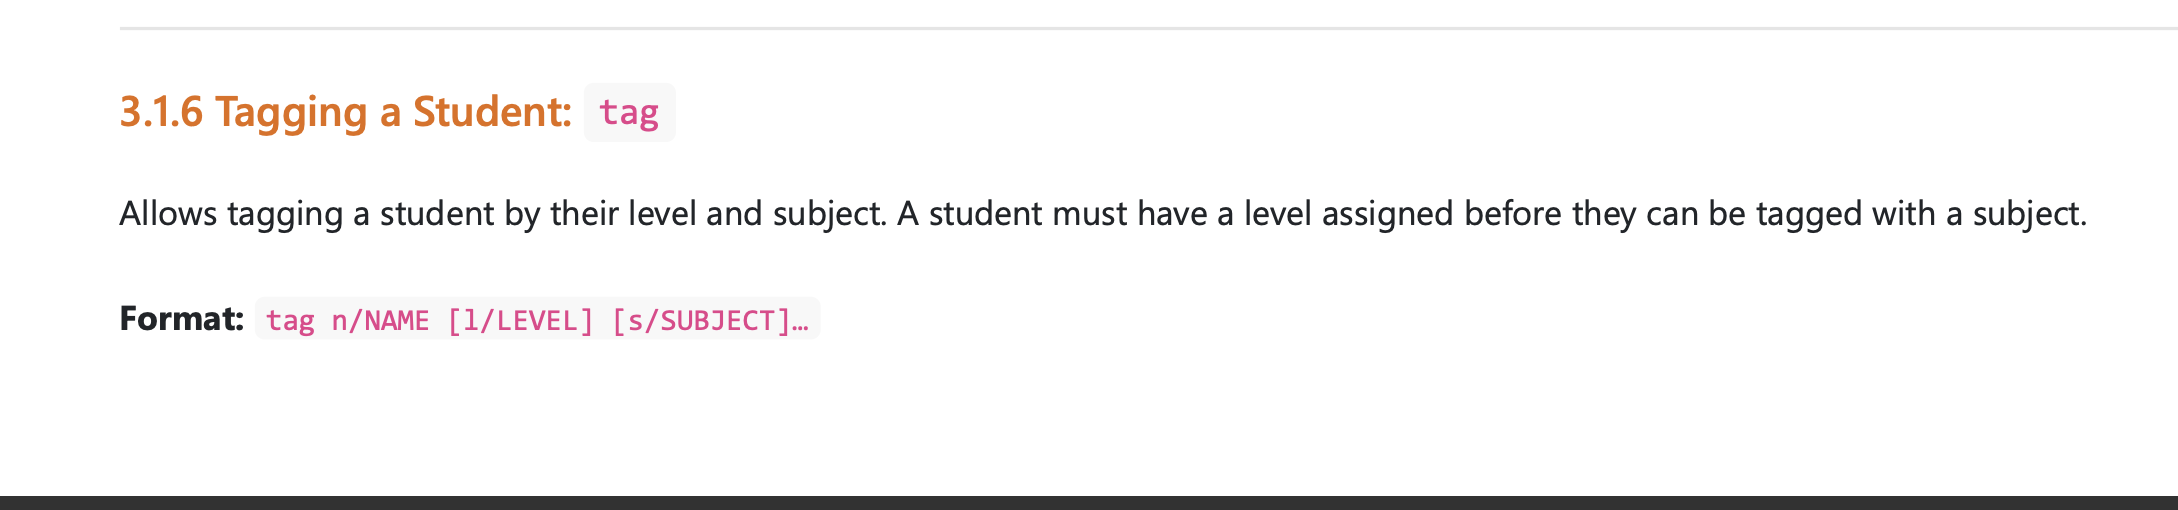 3.1.6 Tagging a Student: tag
Allows tagging a student by their level and subject. A student must have a level assigned before they can be tagged with a subject.
Format: tag n/NAME [l/LEVEL] [s/SUBJECT]…